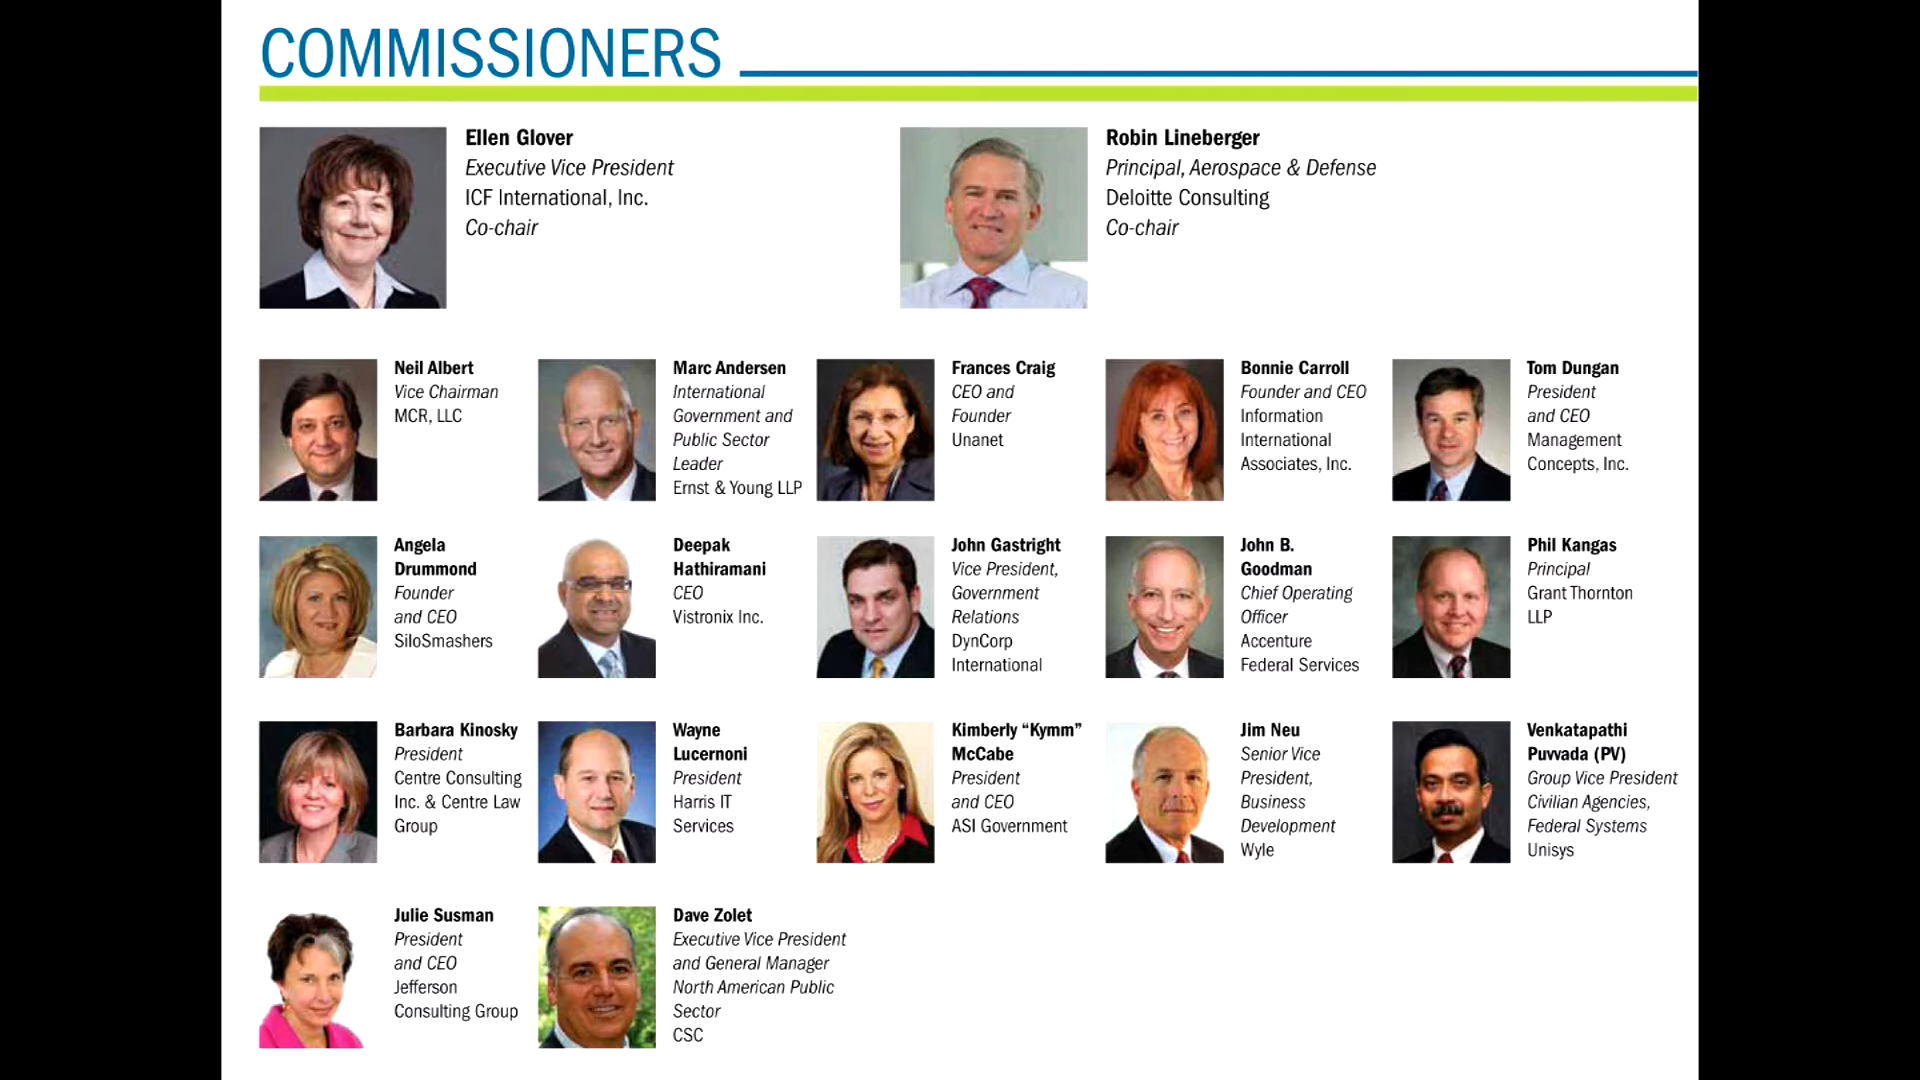 COMMISSIONERS
Ellen Glover
Executive Vice President
ICF International, Inc.
Co-chair
Robin Lineberger
Principal, Aerospace & Defense
Deloitte Consulting
Co-chair
Neil Albert
Vice Chairman
MCR, LLC
Marc Andersen
International
Government and
Public Sector
Leader
Ernst & Young LLP
Frances Craig
CEO and
Founder
Unanet
Bonnie Carroll
Founder and CEO
Information
International
Associates, Inc.
Tom Dungan
President
and CEO
Management
Concepts, Inc.
Angela
Drummond
Founder
and CEO
SiloSmashers
Deepak
Hathiramani
CEO
Vistronix Inc.
John Gastright
Vice President,
Government
Relations
DynCorp
International
John B.
Goodman
Chief Operating
Officer
Accenture
Federal Services
Phil Kangas
Principal
Grant Thornton
LLP
Barbara Kinosky
President
Centre Consulting
Inc. & Centre Law
Group
Wayne
Lucernoni
President
Harris IT
Services
Kimberly “Kymm”
McCabe
President
and CEO
ASI Government
Jim Neu
Senior Vice
President,
Business
Development
Wyle
Venkatapathi
Puvvada (PV)
Group Vice President
Civilian Agencies,
Federal Systems
Unisys
Julie Susman
President
and CEO
Jefferson
Consulting Group
Dave Zolet
Executive Vice President
and General Manager
North American Public
Sector
CSC